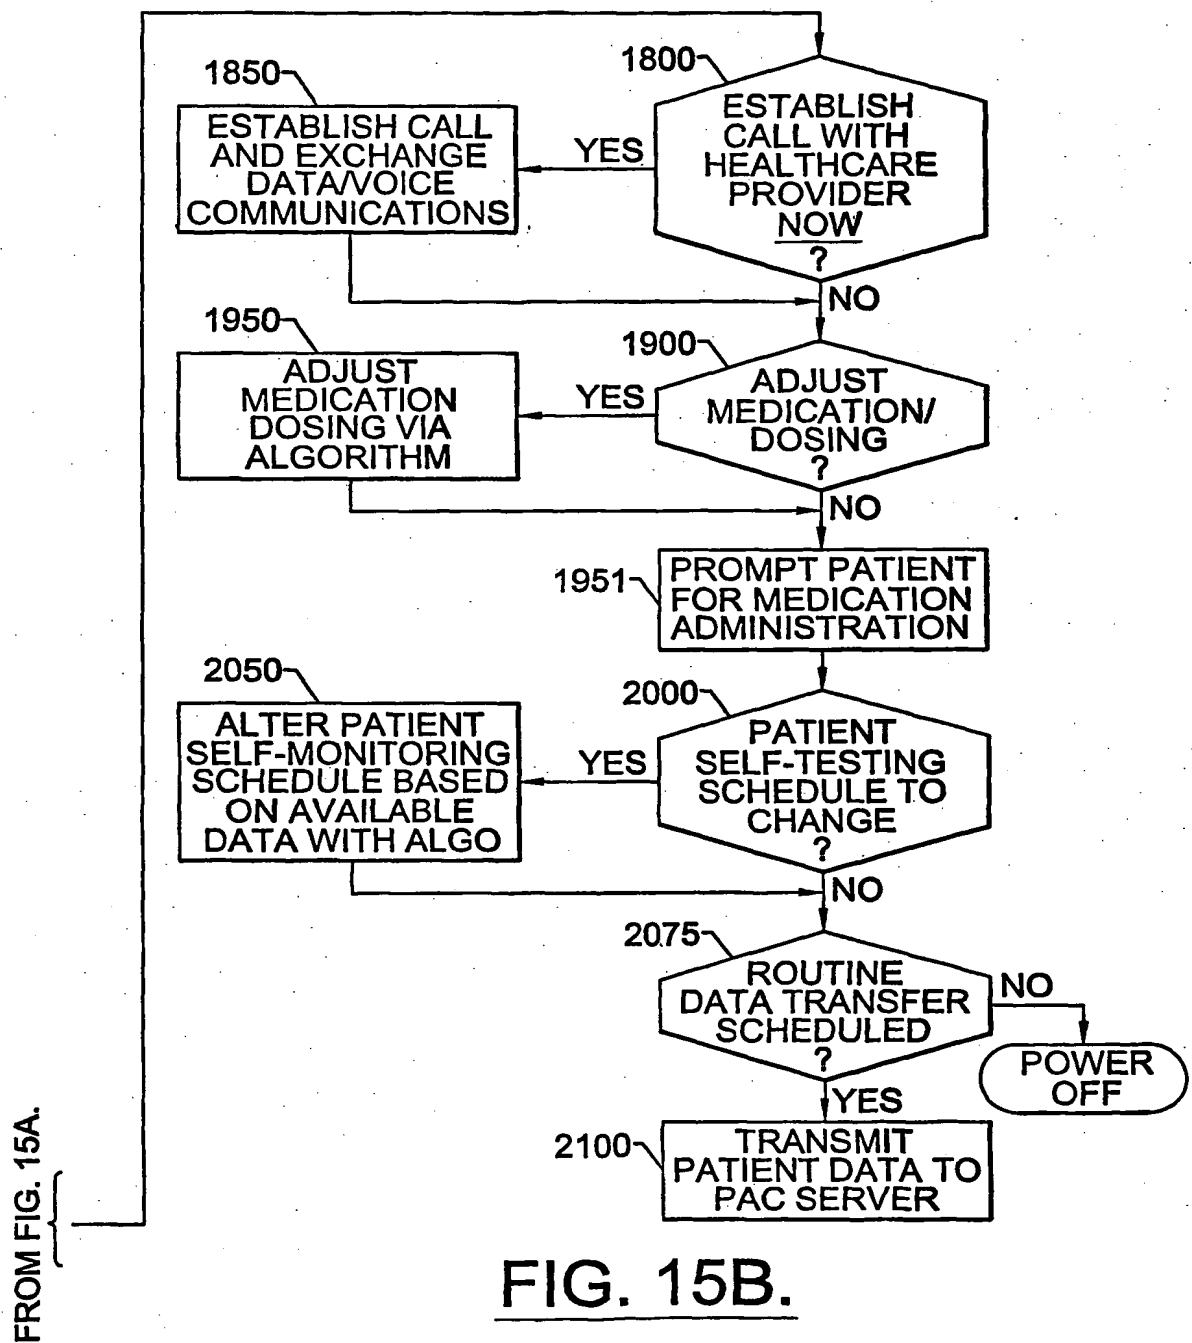 1800
ESTABLISH
CALL WITH
HEALTHCARE
PROVIDER
NOW
?
YES
1850
ESTABLISH CALL
AND EXCHANGE
DATA/VOICE
COMMUNICATIONS
NO
1900
ADJUST
MEDICATION/
DOSING
?
YES
1950
ADJUST
MEDICATION
DOSING VIA
ALGORITHM
NO
1951
PROMPT PATIENT
FOR MEDICATION
ADMINISTRATION
2000
PATIENT
SELF-TESTING
SCHEDULE TO
CHANGE
?
YES
2050
ALTER PATIENT
SELF-MONITORING
SCHEDULE BASED
ON AVAILABLE
DATA WITH ALGO
NO
2075
ROUTINE
DATA TRANSFER
SCHEDULED
?
NO
POWER
OFF
YES
2100
TRANSMIT
PATIENT DATA TO
PAC SERVER
FROM FIG. 15A.
FIG. 15B.